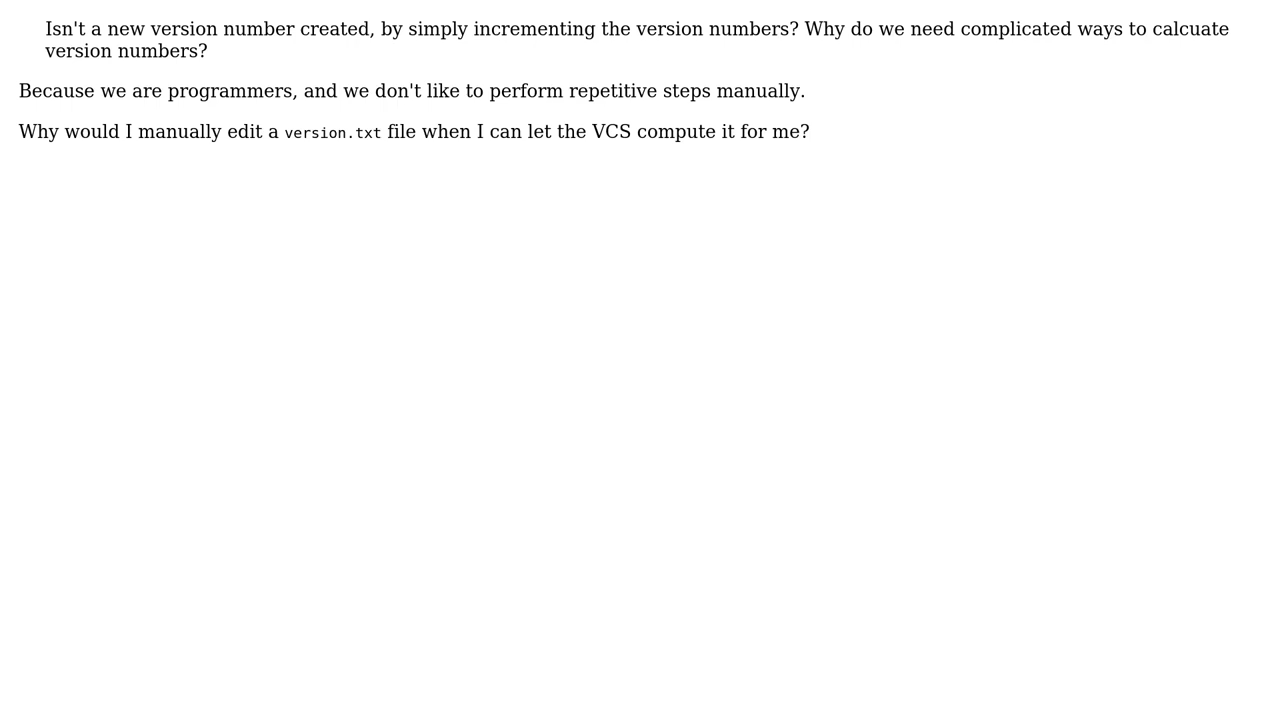 Isn't a new version number created, by simply incrementing the version numbers? Why do we need complicated ways to calcuate
version numbers?
Because we are programmers, and we don't like to perform repetitive steps manually.
Why would I manually edit a version.txt file when I can let the VCS compute it for me?